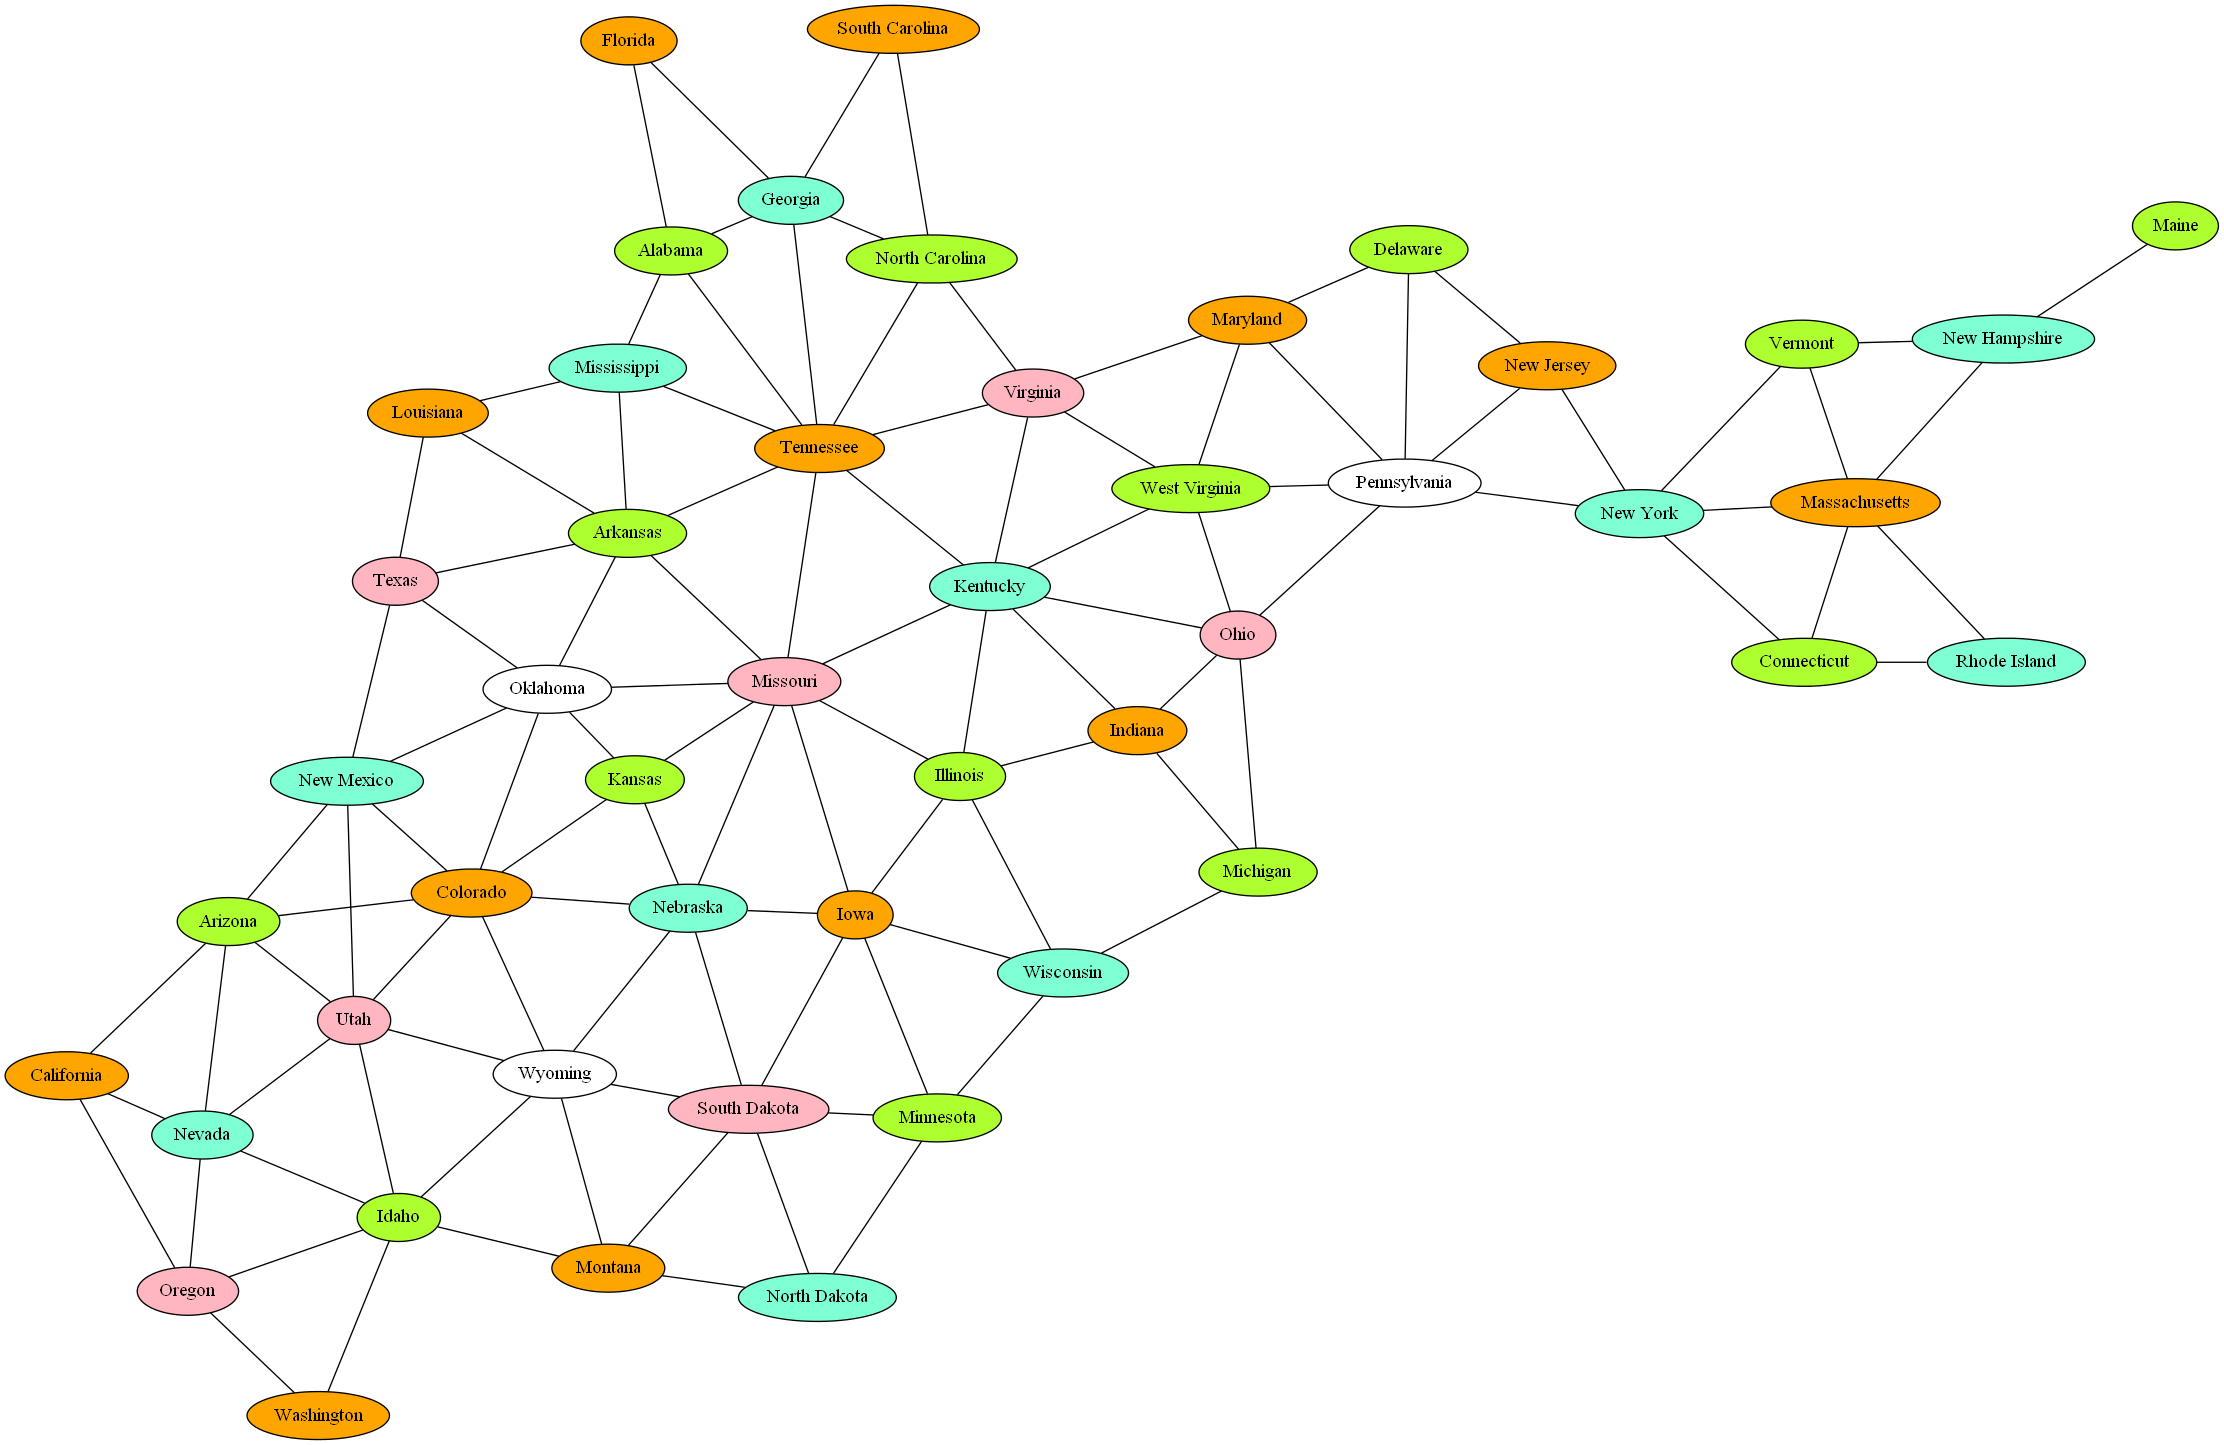 South Carolina
Florida
Georgia
Maine
Alabama
Delaware
North Carolina
Maryland
New Hampshire
Vermont
New Jersey
Mississippi
Virginia
Louisiana
Tennessee
Pennsylvania
West Virginia
Massachusetts
New York
Arkansas
Texas
Kentucky
Ohio
Connecticut
Rhode Island
Missouri
Oklahoma
Indiana
Illinois
Kansas
New Mexico
Michigan
Colorado
Nebraska
Iowa
Arizona
Wisconsin
Utah
Wyoming
California
South Dakota
Minnesota
Nevada
Idaho
Montana
Oregon
North Dakota
Washington